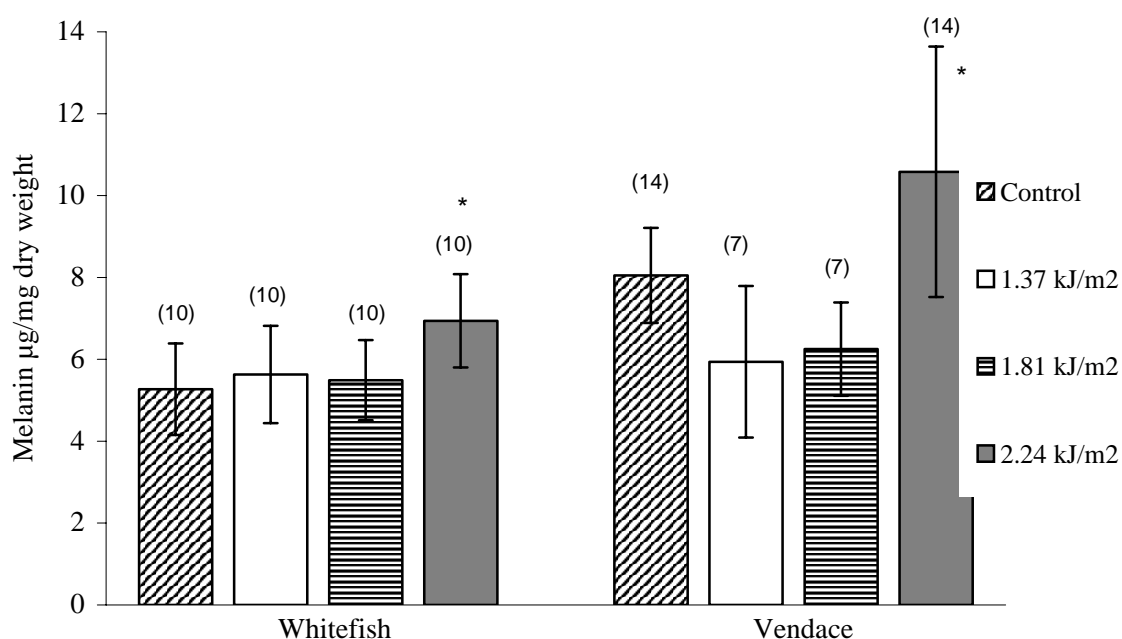 14
12
10
8
6
4
2
0
Melanin µg/mg dry weight
(10)
(10)
(10)
(10)
*
(14)
(7)
(7)
(14)
*
Whitefish
Vendace
Control
1.37 kJ/m2
1.81 kJ/m2
2.24 kJ/m2